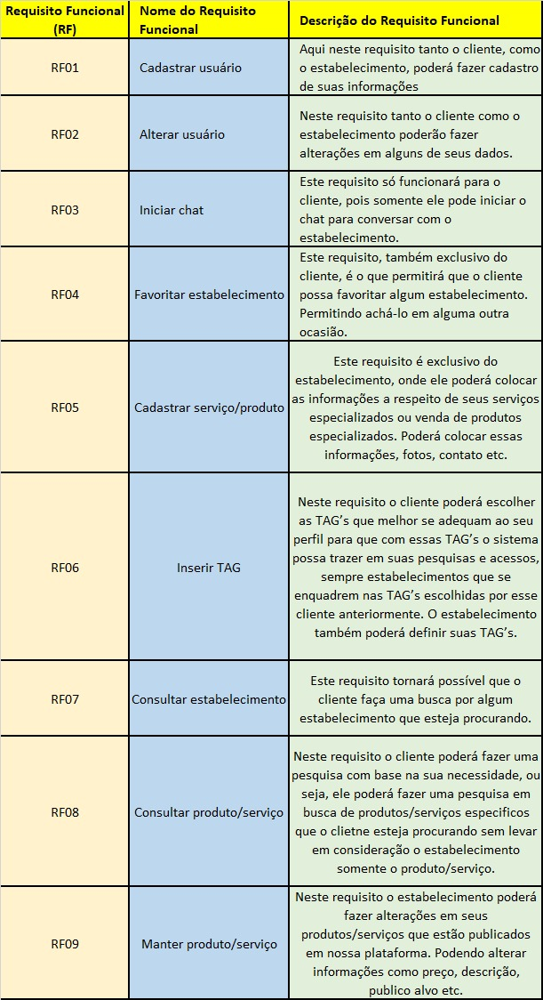 Requisito Funcional
(RF)
Nome do Requisito
Funcional
Descrição do Requisito Funcional
RF01
Cadastrar usuário
Aqui neste requisito tanto o cliente, como
o estabelecimento, poderá fazer cadastro
de suas informações
RF02
Alterar usuário
Neste requisito tanto o cliente como o
estabelecimento poderão fazer
alterações em alguns de seus dados.
RF03
Iniciar chat
Este requisito só funcionará para o
cliente, pois somente ele pode iniciar o
chat para conversar com o
estabelecimento.
RF04
Favoritar estabelecimento
Este requisito, também exclusivo do
cliente, é o que permitirá que o cliente
possa favoritar algum estabelecimento.
Permitindo achá-lo em alguma outra
ocasião.
RF05
Cadastrar serviço/produto
Este requisito é exclusivo do
estabelecimento, onde ele poderá colocar
as informações a respeito de seus serviços
especializados ou venda de produtos
especializados. Poderá colocar essas
informações, fotos, contato etc.
RF06
Inserir TAG
Neste requisito o cliente poderá escolher
as TAG’s que melhor se adequam ao seu
perfil para que com essas TAG’s o sistema
possa trazer em suas pesquisas e acessos,
sempre estabelecimentos que se
enquadrem nas TAG’s escolhidas por esse
cliente anteriormente. O estabelecimento
também poderá definir suas TAG’s.
RF07
Consultar estabelecimento
Este requisito tornará possível que o
cliente faça uma busca por algum
estabelecimento que esteja procurando.
RF08
Consultar produto/serviço
Neste requisito o cliente poderá fazer uma
pesquisa com base na sua necessidade, ou
seja, ele poderá fazer uma pesquisa em
busca de produtos/serviços especificos
que o clietne esteja procurando sem levar
em consideração o estabelecimento
somente o produto/serviço.
RF09
Manter produto/serviço
Neste requisito o estabelecimento poderá
fazer alterações em seus
produtos/serviços que estão publicados
em nossa plataforma. Podendo alterar
informações como preço, descrição,
publico alvo etc.